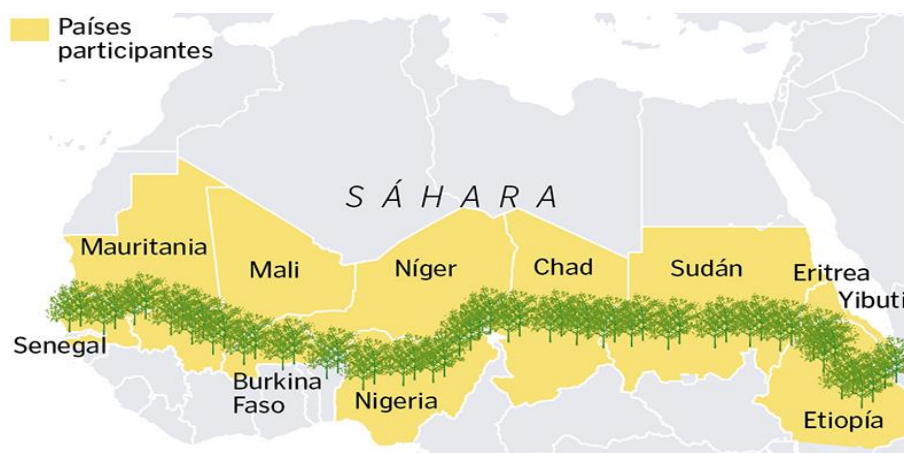 Países
participantes
SÁHARA
Mauritania
Mali
Níger
Chad
Sudán
Eritrea
Yibuti
Senegal
Burkina
Faso
Nigeria
Etiopía